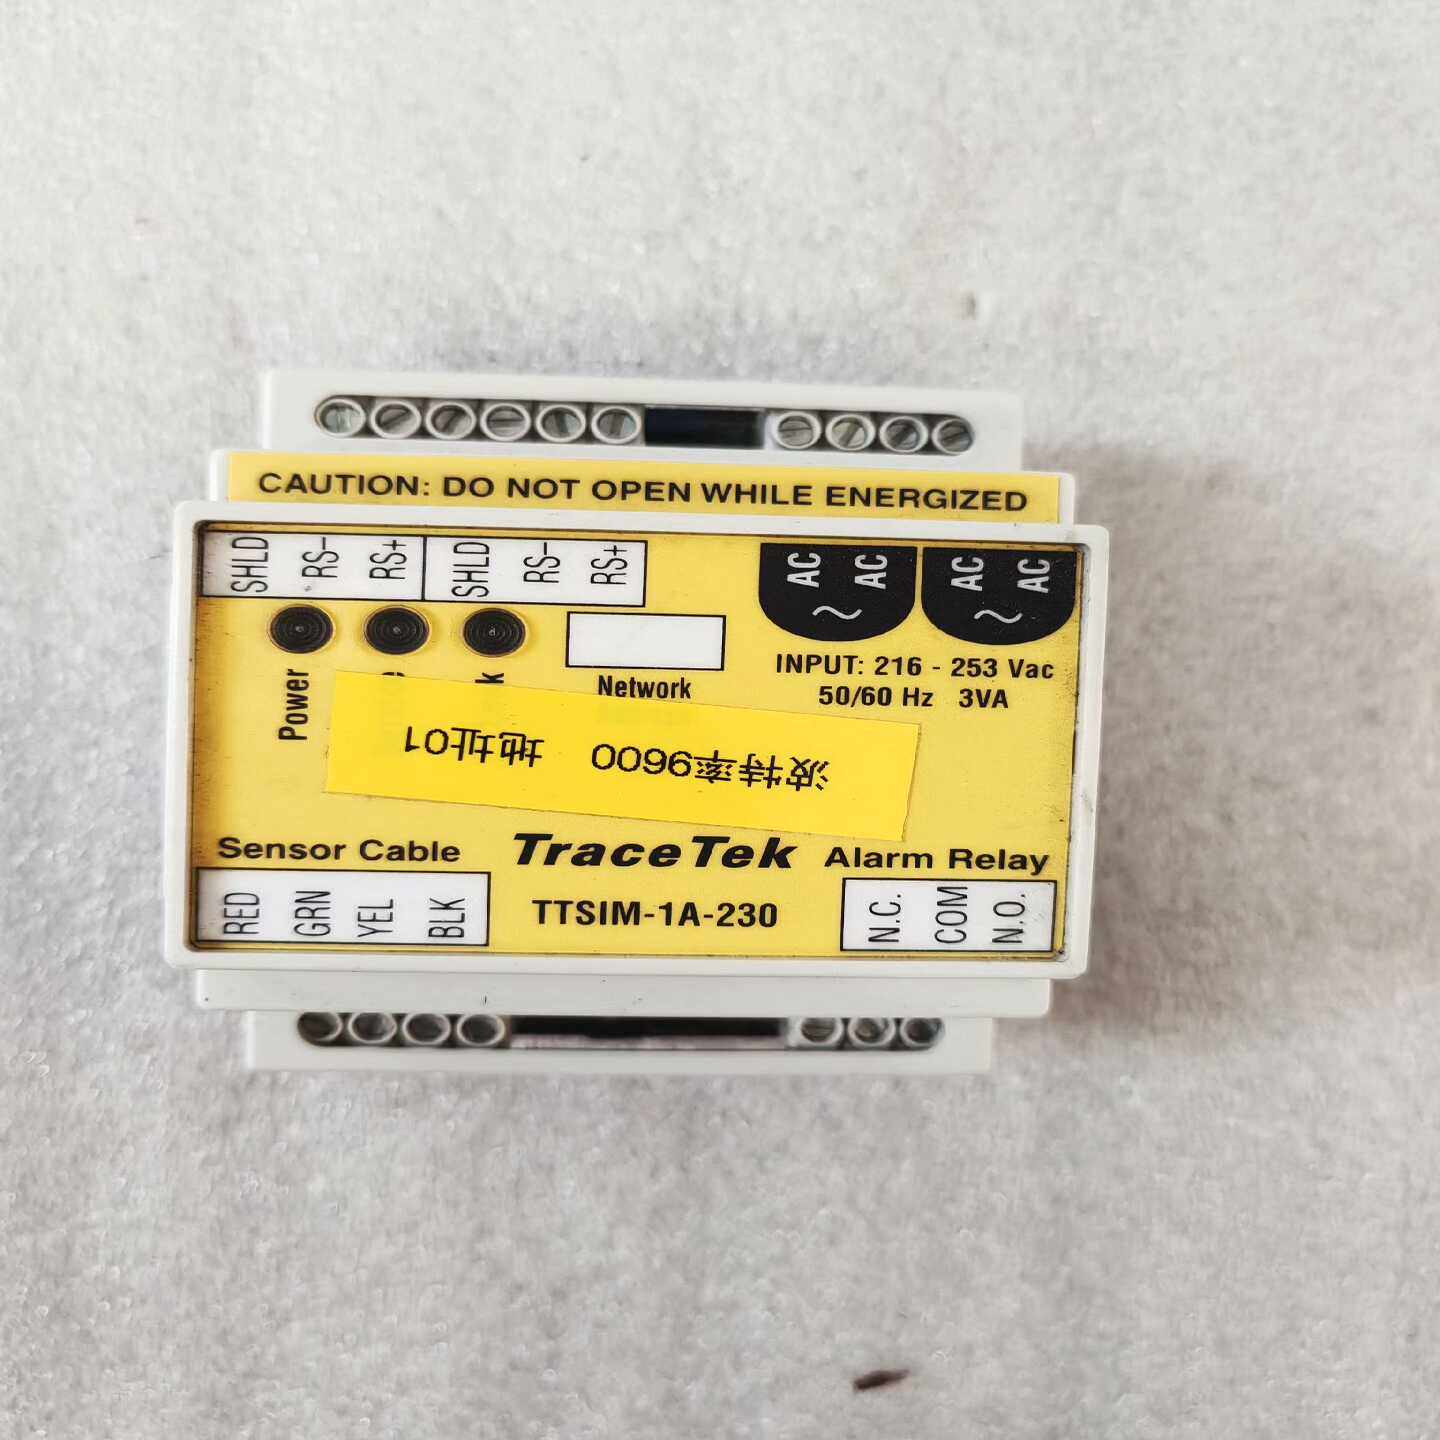 CAUTION: DO NOT OPEN WHILE ENERGIZED
SHLD RS- RS+ SHLD RS- RS+
AC AC AC AC
~ ~
INPUT: 216 - 253 Vac
50/60 Hz 3VA
Power
Network
波特率9600 地址01
Sensor Cable
TraceTek
Alarm Relay
RED GRN YEL BLK
TTSIM-1A-230
N.C. COM N.O.